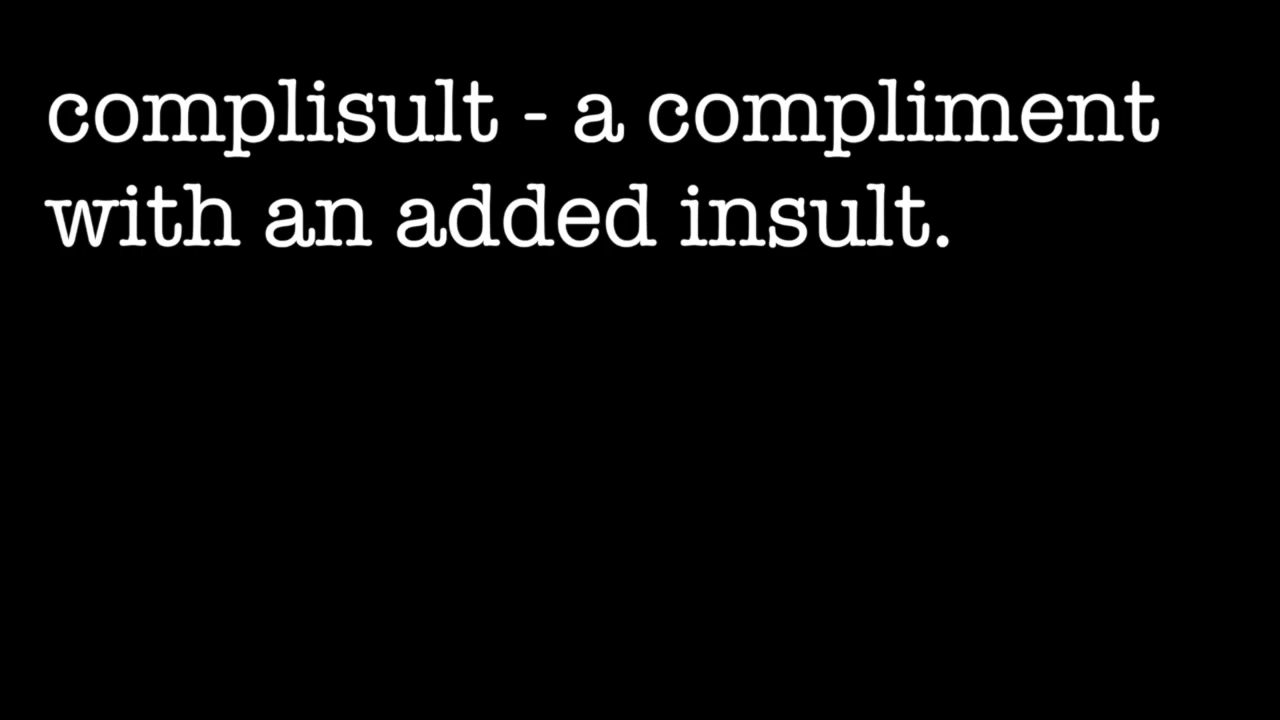 complisult - a compliment
with an added insult.